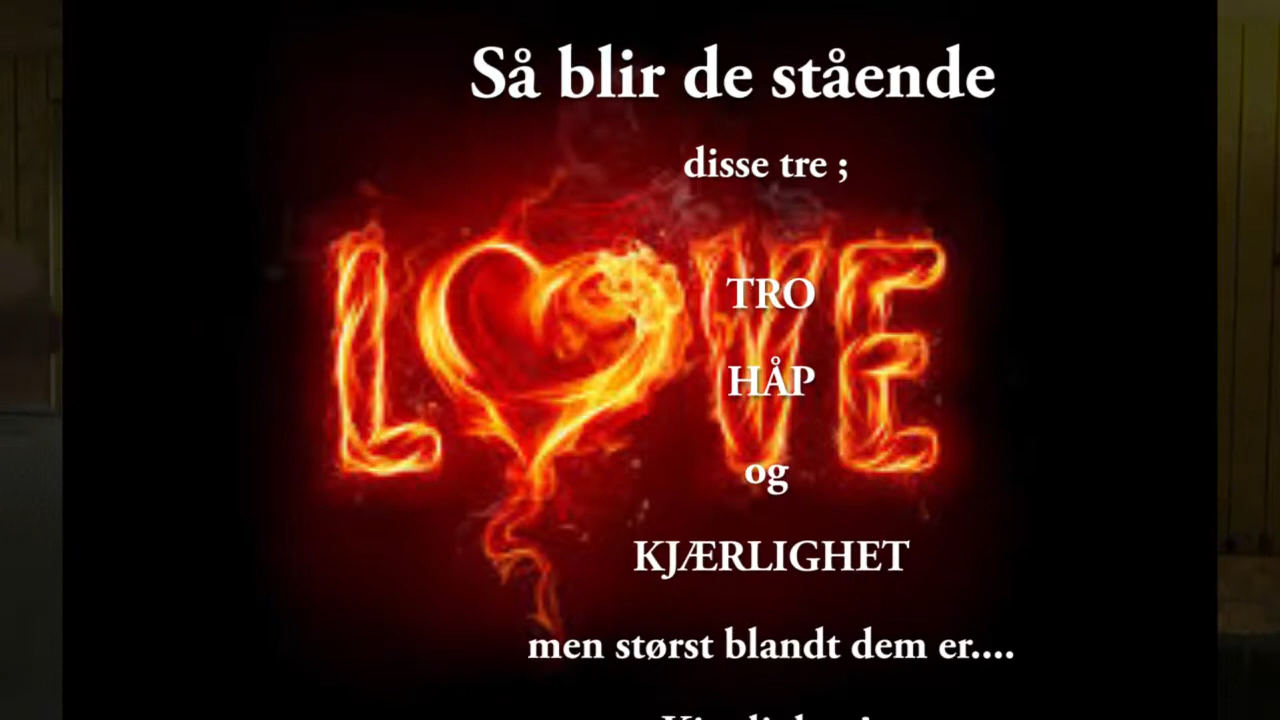 Så blir de stående
disse tre ;
LOVE
TRO
HÅP
og
KJÆRLIGHET
men størst blandt dem er....